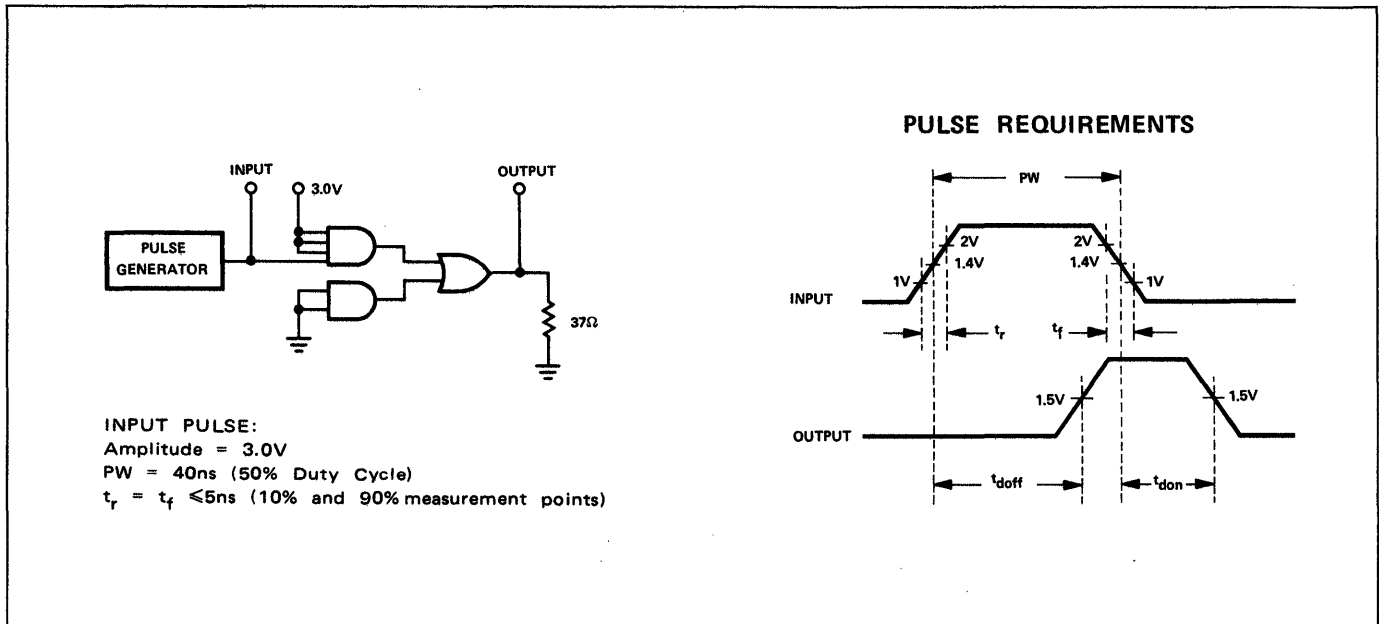 INPUT
3.0V
OUTPUT
PULSE
GENERATOR
37Ω
INPUT PULSE:
Amplitude = 3.0V
PW = 40ns (50% Duty Cycle)
tr = tf ⩽5ns (10% and 90% measurement points)
PULSE REQUIREMENTS
PW
2V
2V
1.4V
1.4V
1V
1V
INPUT
tr
tf
1.5V
1.5V
OUTPUT
tdoff
tdon